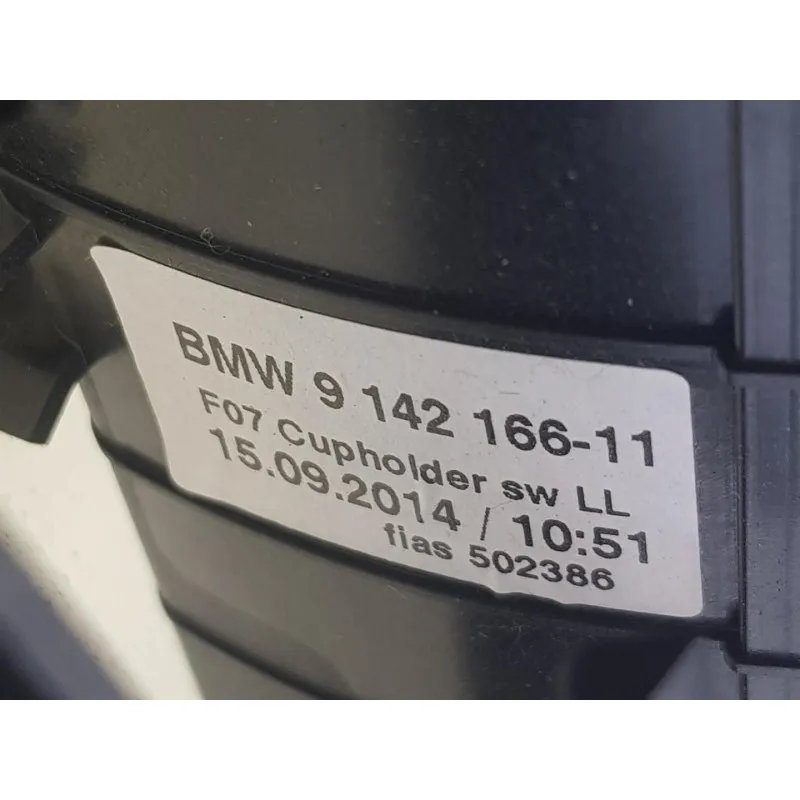 BMW 9 142 166-11
F07 Cupholder sw LL
15.09.2014 / 10:51
fias 502386